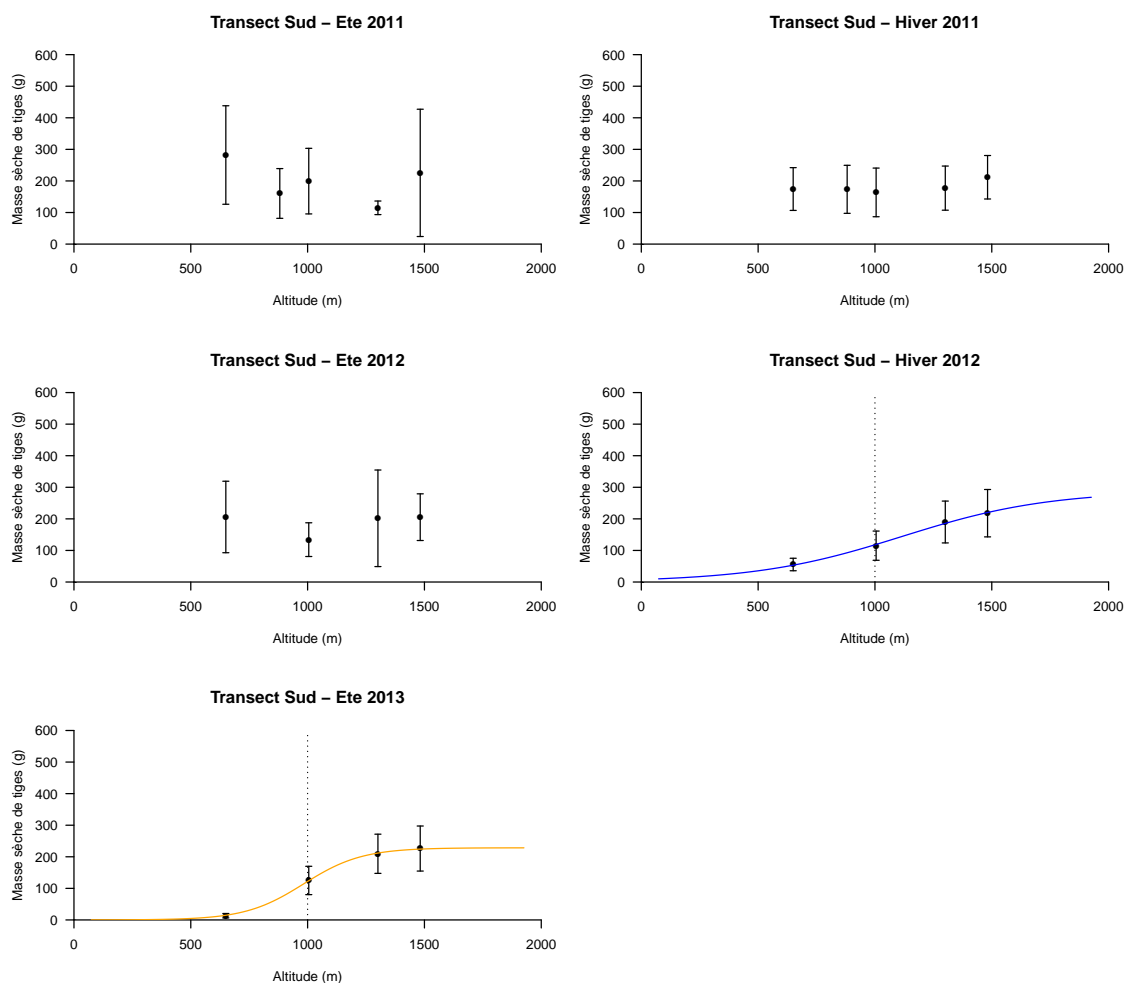 Transect Sud – Ete 2011
Masse sèche de tiges (g)
600
500
400
300
200
100
0
0 500 1000 1500 2000
Altitude (m)
Transect Sud – Hiver 2011
Masse sèche de tiges (g)
600
500
400
300
200
100
0
0 500 1000 1500 2000
Altitude (m)
Transect Sud – Ete 2012
Masse sèche de tiges (g)
600
500
400
300
200
100
0
0 500 1000 1500 2000
Altitude (m)
Transect Sud – Hiver 2012
Masse sèche de tiges (g)
600
500
400
300
200
100
0
0 500 1000 1500 2000
Altitude (m)
Transect Sud – Ete 2013
Masse sèche de tiges (g)
600
500
400
300
200
100
0
0 500 1000 1500 2000
Altitude (m)